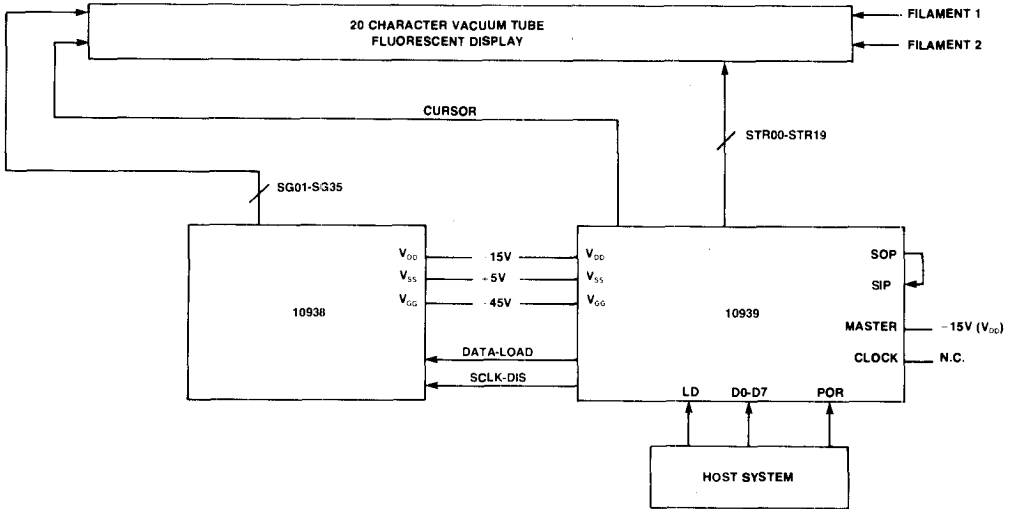 20 CHARACTER VACUUM TUBE
FLUORESCENT DISPLAY
FILAMENT 1
FILAMENT 2
CURSOR
STR00-STR19
SG01-SG35
VDD
15V
VDD
VSS
5V
VSS
VGG
45V
VGG
10938
10939
SOP
SIP
MASTER
-15V (VDD)
CLOCK
N.C.
DATA-LOAD
SCLK-DIS
LD
D0-D7
POR
HOST SYSTEM